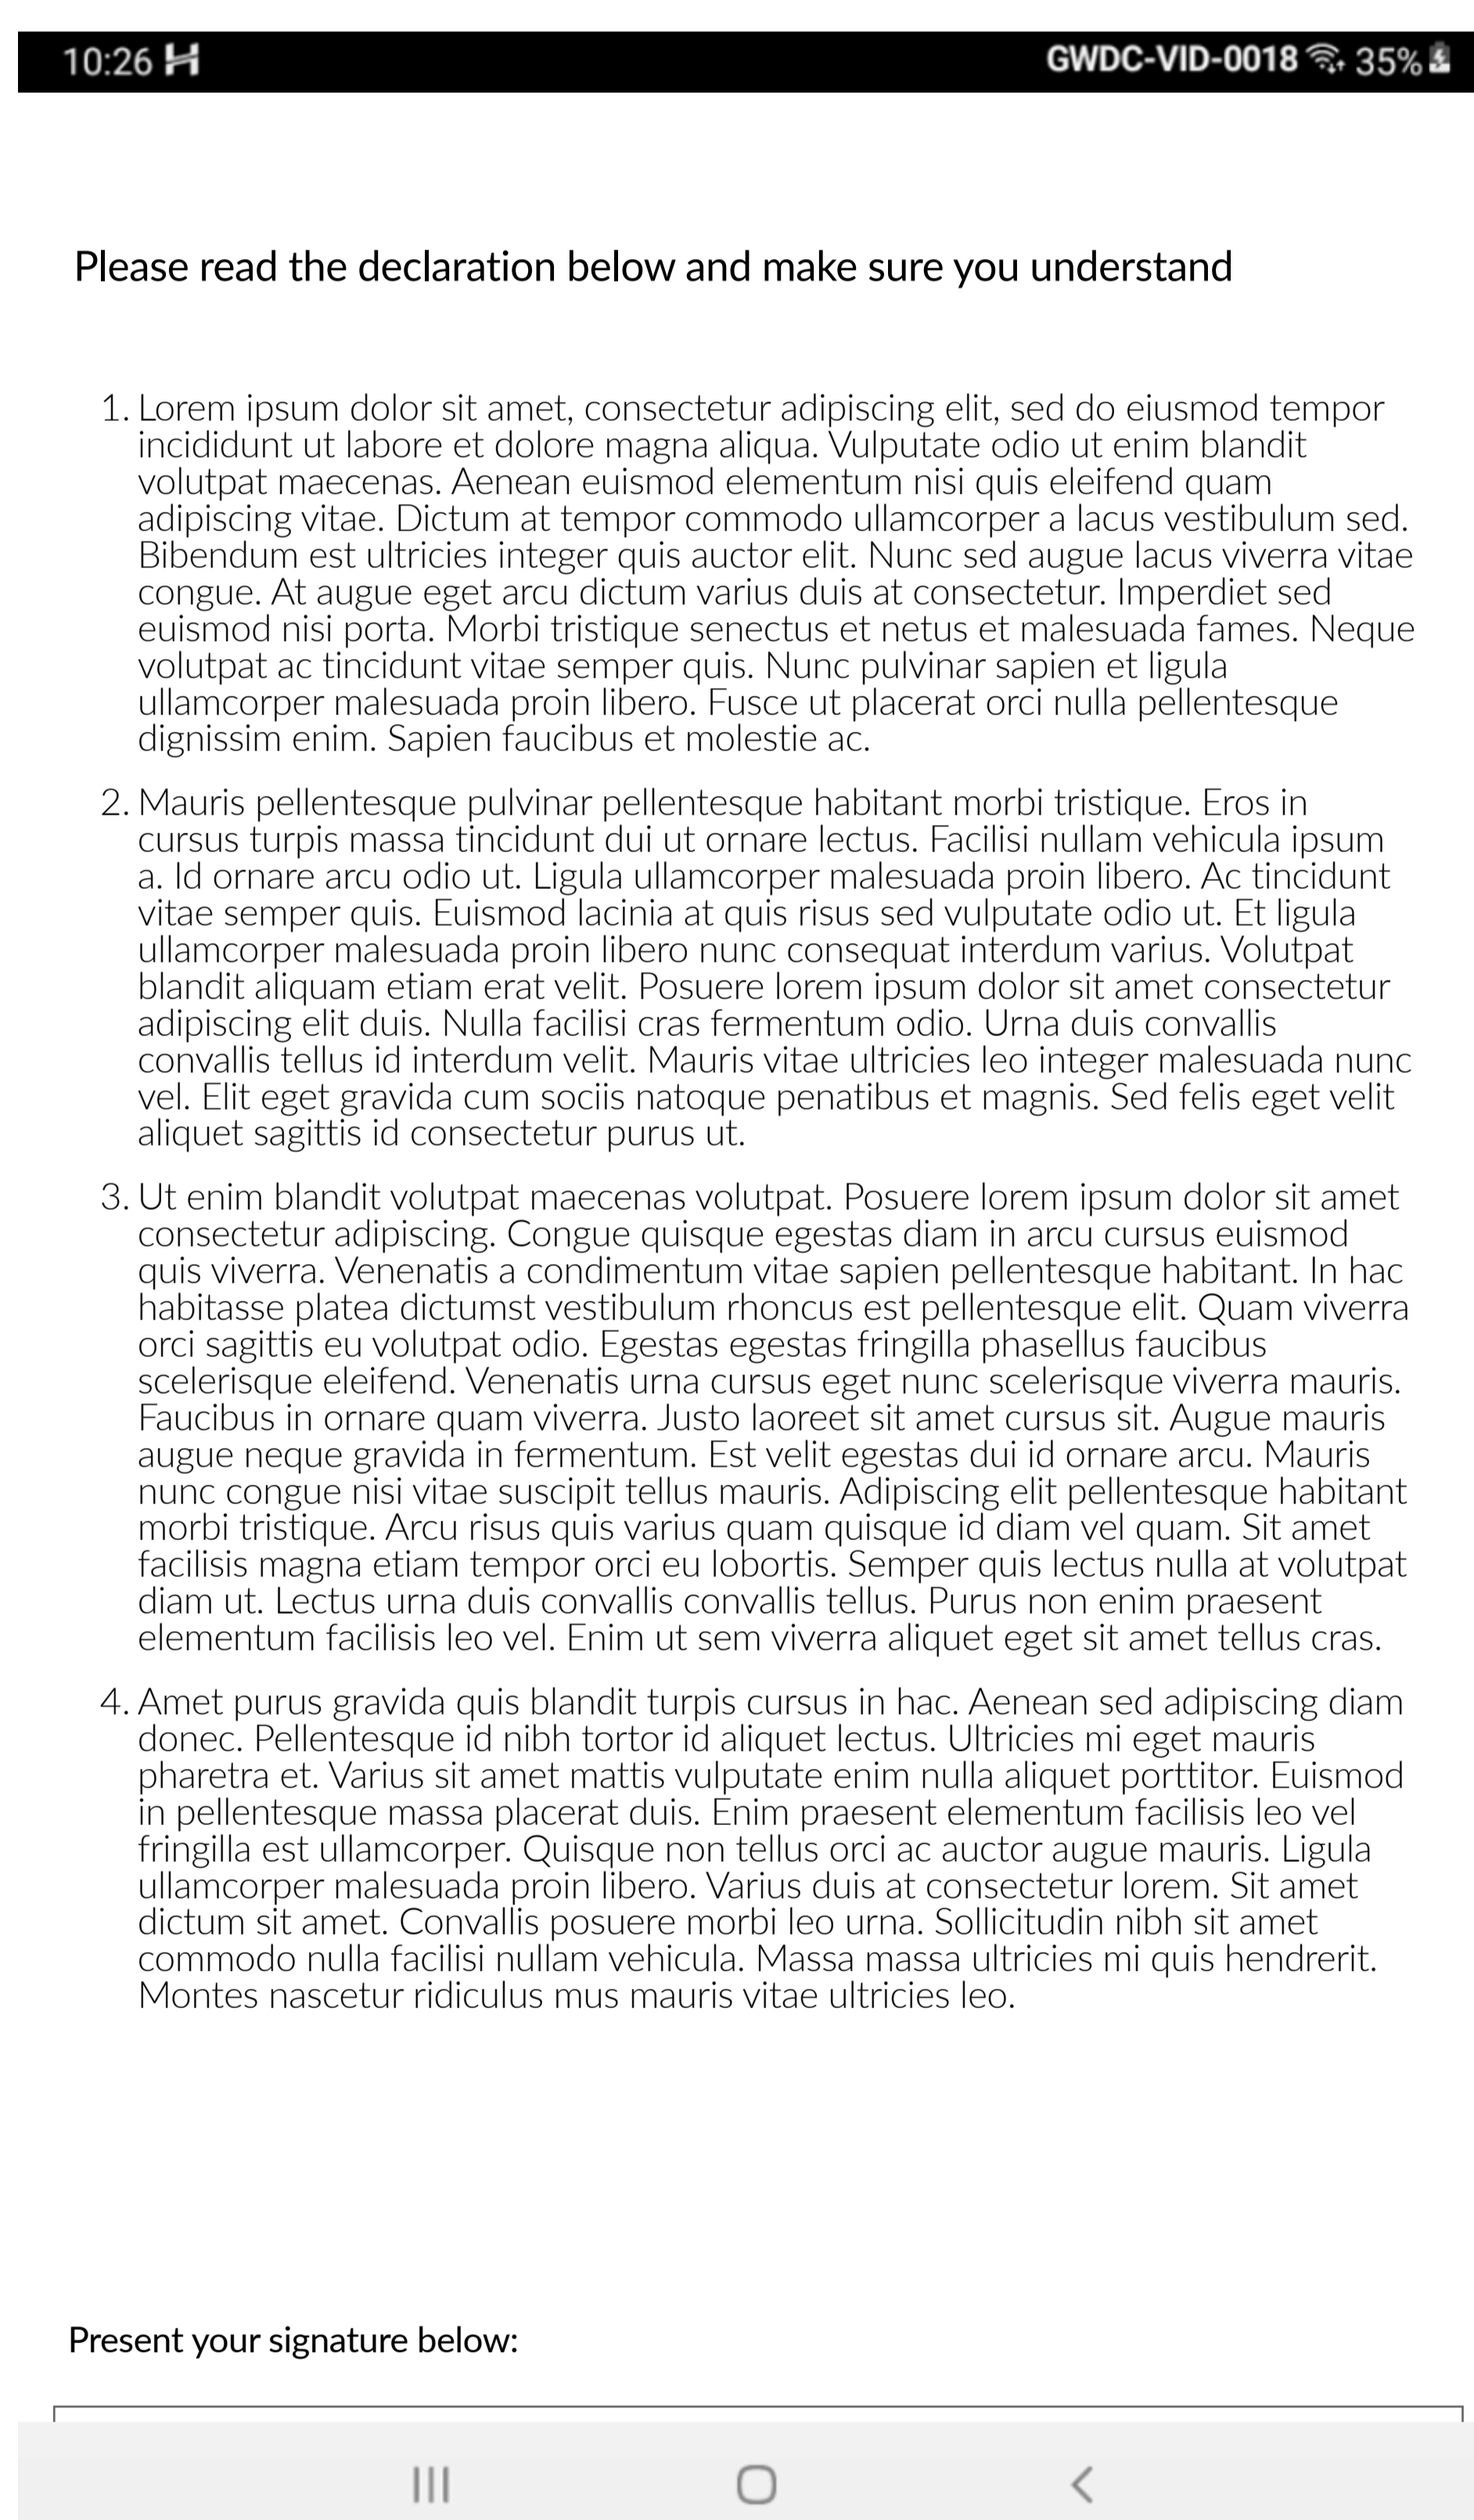 10:26 GWDC-VID-0018 35%
Please read the declaration below and make sure you understand
1. Lorem ipsum dolor sit amet, consectetur adipiscing elit, sed do eiusmod tempor
incididunt ut labore et dolore magna aliqua. Vulputate odio ut enim blandit
volutpat maecenas. Aenean euismod elementum nisi quis eleifend quam
adipiscing vitae. Dictum at tempor commodo ullamcorper a lacus vestibulum sed.
Bibendum est ultricies integer quis auctor elit. Nunc sed augue lacus viverra vitae
congue. At augue eget arcu dictum varius duis at consectetur. Imperdiet sed
euismod nisi porta. Morbi tristique senectus et netus et malesuada fames. Neque
volutpat ac tincidunt vitae semper quis. Nunc pulvinar sapien et ligula
ullamcorper malesuada proin libero. Fusce ut placerat orci nulla pellentesque
dignissim enim. Sapien faucibus et molestie ac.
2. Mauris pellentesque pulvinar pellentesque habitant morbi tristique. Eros in
cursus turpis massa tincidunt dui ut ornare lectus. Facilisi nullam vehicula ipsum
a. Id ornare arcu odio ut. Ligula ullamcorper malesuada proin libero. Ac tincidunt
vitae semper quis. Euismod lacinia at quis risus sed vulputate odio ut. Et ligula
ullamcorper malesuada proin libero nunc consequat interdum varius. Volutpat
blandit aliquam etiam erat velit. Posuere lorem ipsum dolor sit amet consectetur
adipiscing elit duis. Nulla facilisi cras fermentum odio. Urna duis convallis
convallis tellus id interdum velit. Mauris vitae ultricies leo integer malesuada nunc
vel. Elit eget gravida cum sociis natoque penatibus et magnis. Sed felis eget velit
aliquet sagittis id consectetur purus ut.
3. Ut enim blandit volutpat maecenas volutpat. Posuere lorem ipsum dolor sit amet
consectetur adipiscing. Congue quisque egestas diam in arcu cursus euismod
quis viverra. Venenatis a condimentum vitae sapien pellentesque habitant. In hac
habitasse platea dictumst vestibulum rhoncus est pellentesque elit. Quam viverra
orci sagittis eu volutpat odio. Egestas egestas fringilla phasellus faucibus
scelerisque eleifend. Venenatis urna cursus eget nunc scelerisque viverra mauris.
Faucibus in ornare quam viverra. Justo laoreet sit amet cursus sit. Augue mauris
augue neque gravida in fermentum. Est velit egestas dui id ornare arcu. Mauris
nunc congue nisi vitae suscipit tellus mauris. Adipiscing elit pellentesque habitant
morbi tristique. Arcu risus quis varius quam quisque id diam vel quam. Sit amet
facilisis magna etiam tempor orci eu lobortis. Semper quis lectus nulla at volutpat
diam ut. Lectus urna duis convallis convallis tellus. Purus non enim praesent
elementum facilisis leo vel. Enim ut sem viverra aliquet eget sit amet tellus cras.
4. Amet purus gravida quis blandit turpis cursus in hac. Aenean sed adipiscing diam
donec. Pellentesque id nibh tortor id aliquet lectus. Ultricies mi eget mauris
pharetra et. Varius sit amet mattis vulputate enim nulla aliquet porttitor. Euismod
in pellentesque massa placerat duis. Enim praesent elementum facilisis leo vel
fringilla est ullamcorper. Quisque non tellus orci ac auctor augue mauris. Ligula
ullamcorper malesuada proin libero. Varius duis at consectetur lorem. Sit amet
dictum sit amet. Convallis posuere morbi leo urna. Sollicitudin nibh sit amet
commodo nulla facilisi nullam vehicula. Massa massa ultricies mi quis hendrerit.
Montes nascetur ridiculus mus mauris vitae ultricies leo.
Present your signature below: